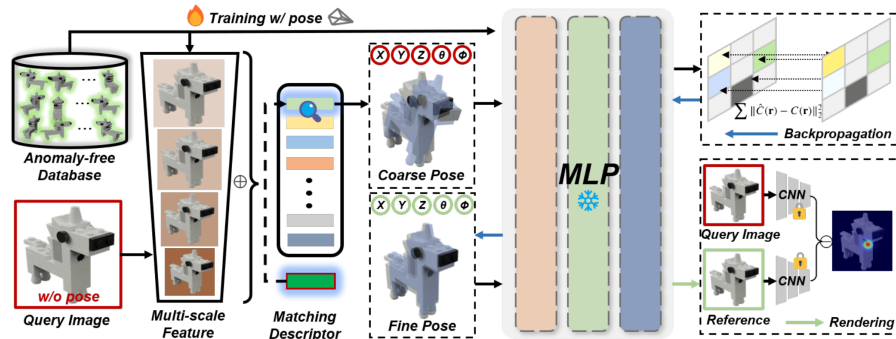 Training w/ pose
Anomaly-free
Database
w/o pose
Query Image
Multi-scale
Feature
⊕
Matching
Descriptor
X Y Z θ Φ
Coarse Pose
X Y Z θ Φ
Fine Pose
MLP
∑ ‖Ĉ(r) − C(r)‖²₂
Backpropagation
Query Image
CNN
⊖
Reference
CNN
Rendering